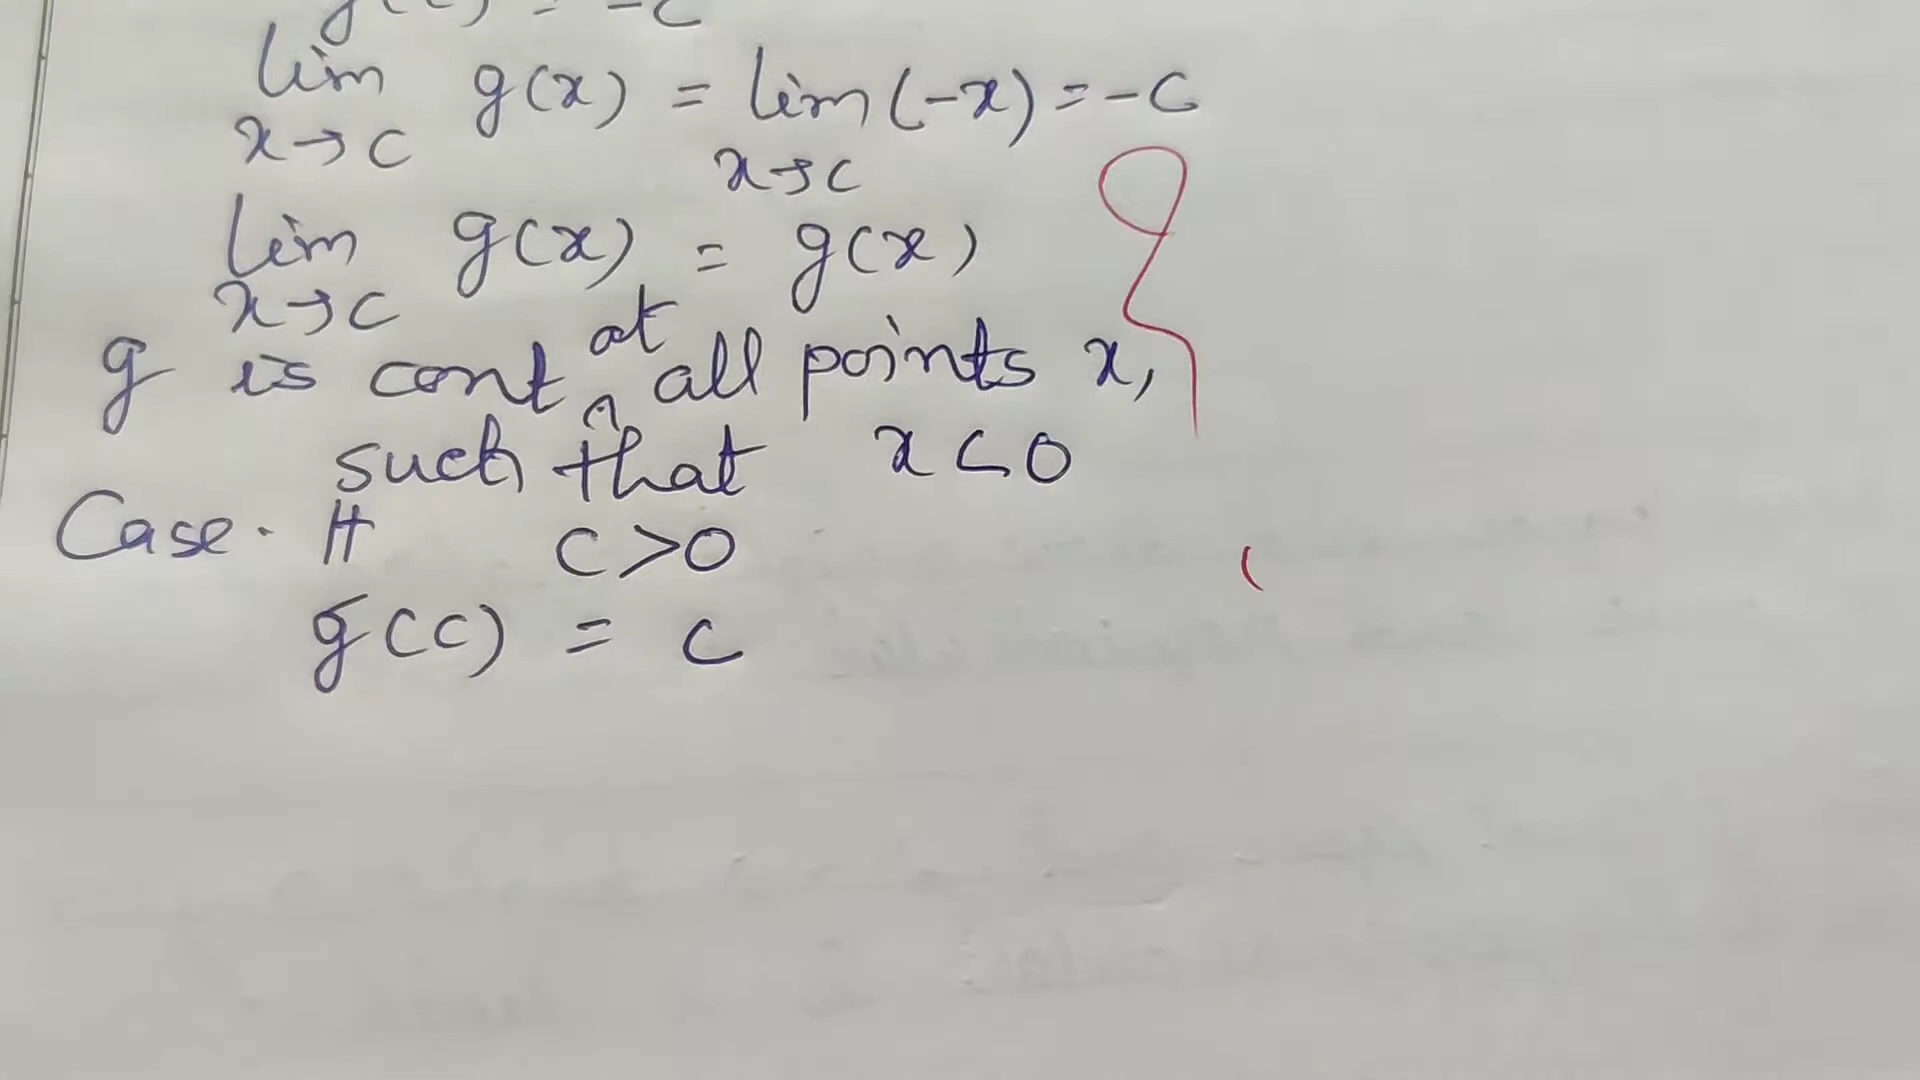 g(c) = -c
lim g(x) = lim (-x) = -c
x→c x→c
lim g(x) = g(x)
x→c
g is cont at all points x,
such that x < 0
Case. II c > 0
g(c) = c